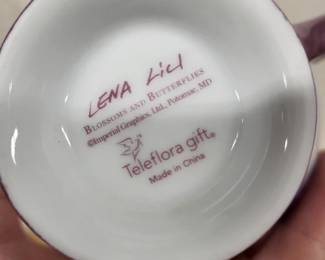 LENA LiU
BLOSSOMS AND BUTTERFLIES
©Imperial Graphics, Ltd., Potomac, MD
Teleflora gift®
Made in China